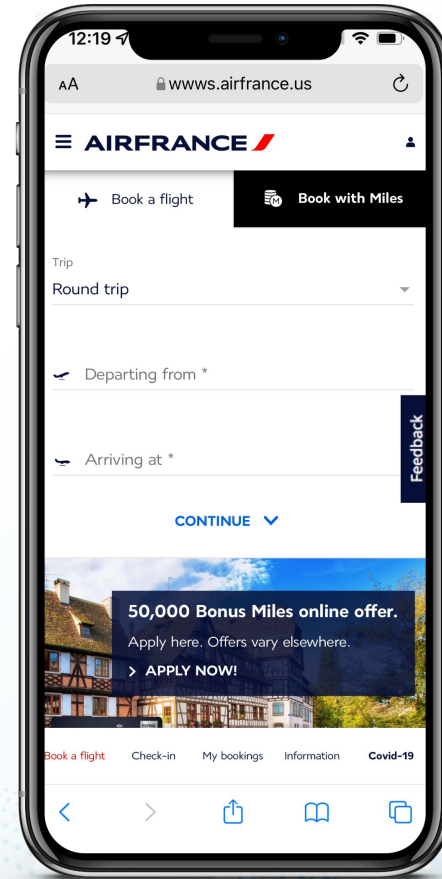 12:19
AA wwws.airfrance.us
AIRFRANCE
Book a flight Book with Miles
Trip
Round trip
Departing from *
Feedback
Arriving at *
CONTINUE
50,000 Bonus Miles online offer.
Apply here. Offers vary elsewhere.
> APPLY NOW!
Book a flight Check-in My bookings Information Covid-19